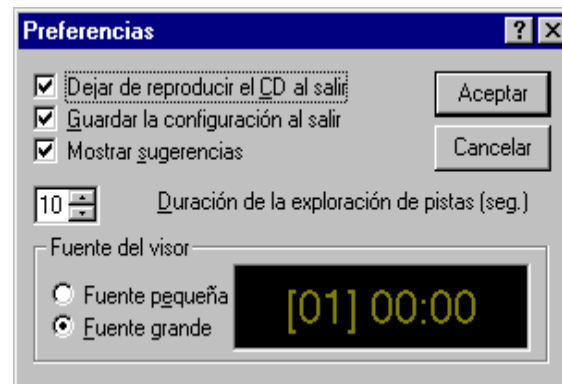 Preferencias
Dejar de reproducir el CD al salir
Guardar la configuración al salir
Mostrar sugerencias
Aceptar
Cancelar
10
Duración de la exploración de pistas (seg.)
Fuente del visor
Fuente pequeña
Fuente grande
[01] 00:00